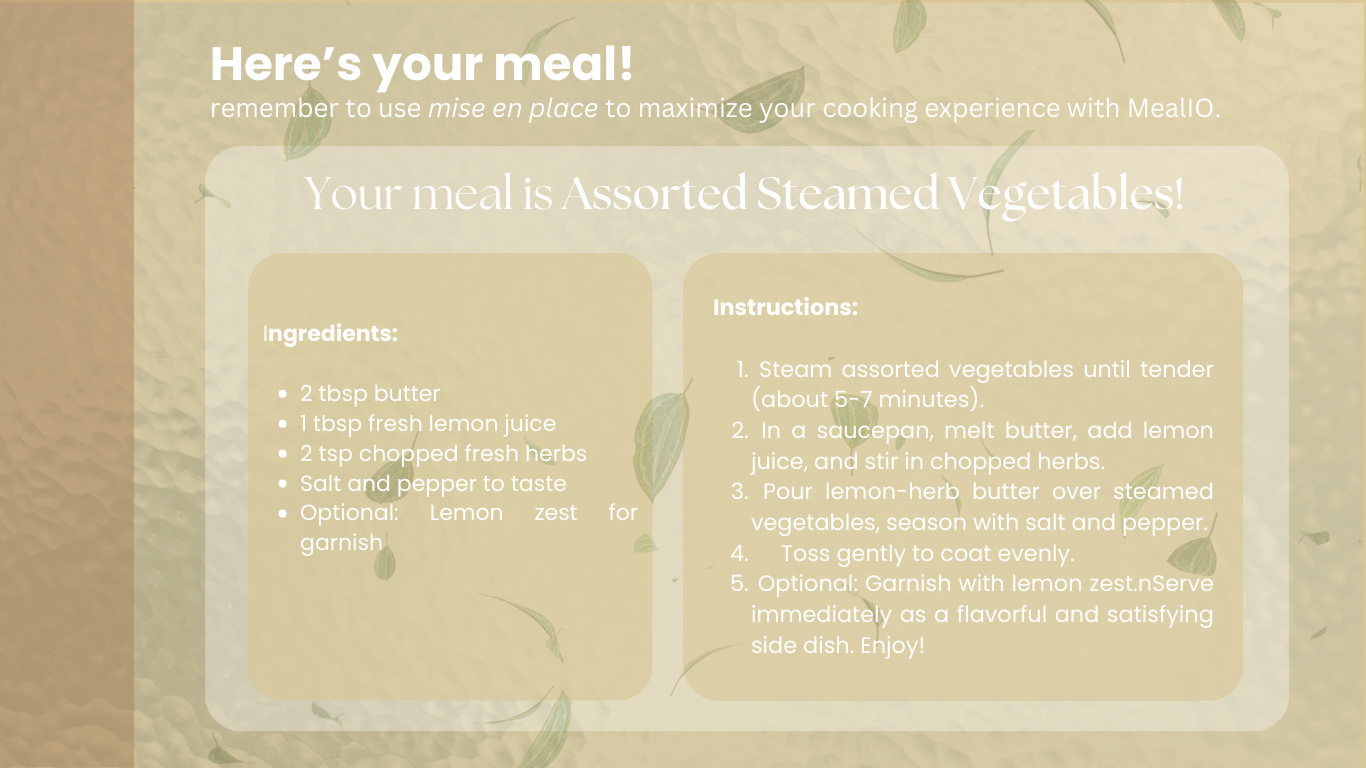 Here’s your meal!
remember to use mise en place to maximize your cooking experience with MealIO.
Your meal is Assorted Steamed Vegetables!
Ingredients:
• 2 tbsp butter
• 1 tbsp fresh lemon juice
• 2 tsp chopped fresh herbs
• Salt and pepper to taste
• Optional: Lemon zest for
garnish
Instructions:
1. Steam assorted vegetables until tender
(about 5-7 minutes).
2. In a saucepan, melt butter, add lemon
juice, and stir in chopped herbs.
3. Pour lemon-herb butter over steamed
vegetables, season with salt and pepper.
4. Toss gently to coat evenly.
5. Optional: Garnish with lemon zest.nServe
immediately as a flavorful and satisfying
side dish. Enjoy!